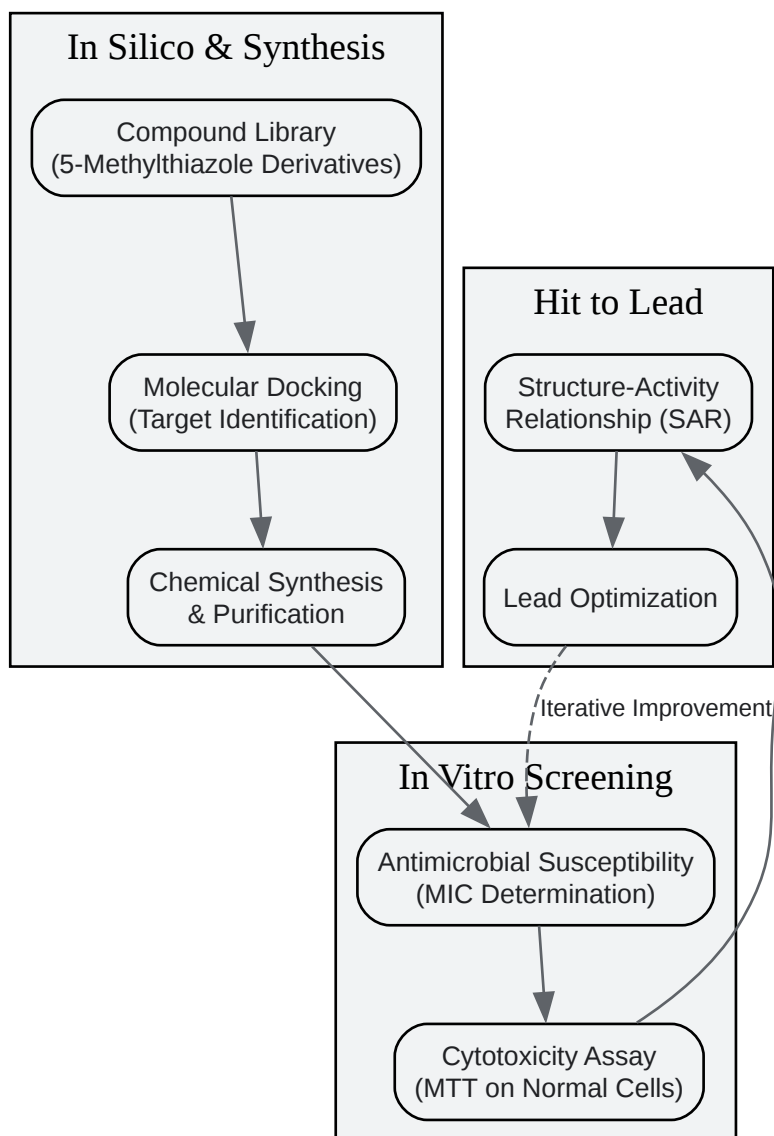 In Silico & Synthesis
Compound Library
(5-Methylthiazole Derivatives)
Molecular Docking
(Target Identification)
Chemical Synthesis
& Purification
Hit to Lead
Structure-Activity
Relationship (SAR)
Lead Optimization
Iterative Improvement
In Vitro Screening
Antimicrobial Susceptibility
(MIC Determination)
Cytotoxicity Assay
(MTT on Normal Cells)